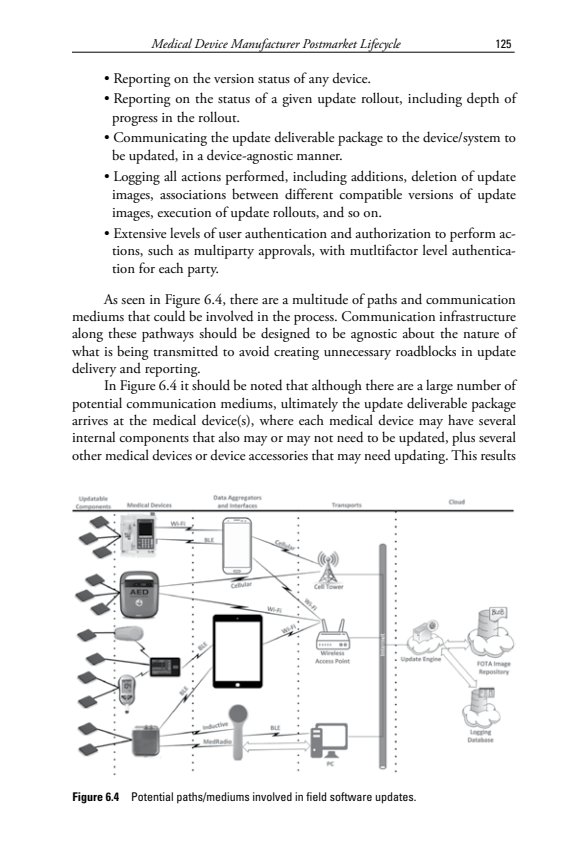 Medical Device Manufacturer Postmarket Lifecycle 125
• Reporting on the version status of any device.
• Reporting on the status of a given update rollout, including depth of
progress in the rollout.
• Communicating the update deliverable package to the device/system to
be updated, in a device-agnostic manner.
• Logging all actions performed, including additions, deletion of update
images, associations between different compatible versions of update
images, execution of update rollouts, and so on.
• Extensive levels of user authentication and authorization to perform ac-
tions, such as multiparty approvals, with mutltifactor level authentica-
tion for each party.
As seen in Figure 6.4, there are a multitude of paths and communication
mediums that could be involved in the process. Communication infrastructure
along these pathways should be designed to be agnostic about the nature of
what is being transmitted to avoid creating unnecessary roadblocks in update
delivery and reporting.
In Figure 6.4 it should be noted that although there are a large number of
potential communication mediums, ultimately the update deliverable package
arrives at the medical device(s), where each medical device may have several
internal components that also may or may not need to be updated, plus several
other medical devices or device accessories that may need updating. This results
Updatable
Components
Medical Devices
Data Aggregators
and Interfaces
Transports
Cloud
Wi-Fi
BLE
Cellular
AED
Cellular
Cell Tower
Wi-Fi
Wi-Fi
Wi-Fi
BLE
Wireless
Access Point
Internet
Update Engine
BLOB
FOTA Image
Repository
BLE
Inductive
MedRadio
BLE
PC
Logging
Database
Figure 6.4 Potential paths/mediums involved in field software updates.